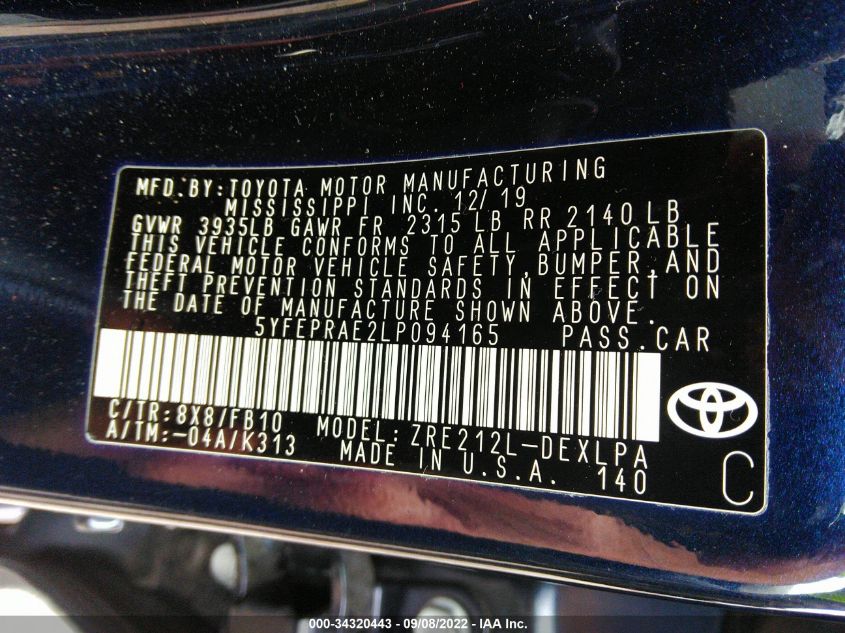 MFD.BY:TOYOTA MOTOR MANUFACTURING
MISSISSIPPI INC. 12/19
GVWR 3935LB GAWR FR 2315 LB RR 2140 LB
THIS VEHICLE CONFORMS TO ALL APPLICABLE
FEDERAL MOTOR VEHICLE SAFETY,BUMPER,AND
THEFT PREVENTION STANDARDS IN EFFECT ON
THE DATE OF MANUFACTURE SHOWN ABOVE.
5YFEPRAE2LP094165 PASS.CAR
C/TR:8X8/FB10 MODEL:ZRE212L-DEXLPA
A/TM:-04A/K313 MADE IN U.S.A. 140
C
000-34320443 - 09/08/2022 - IAA Inc.